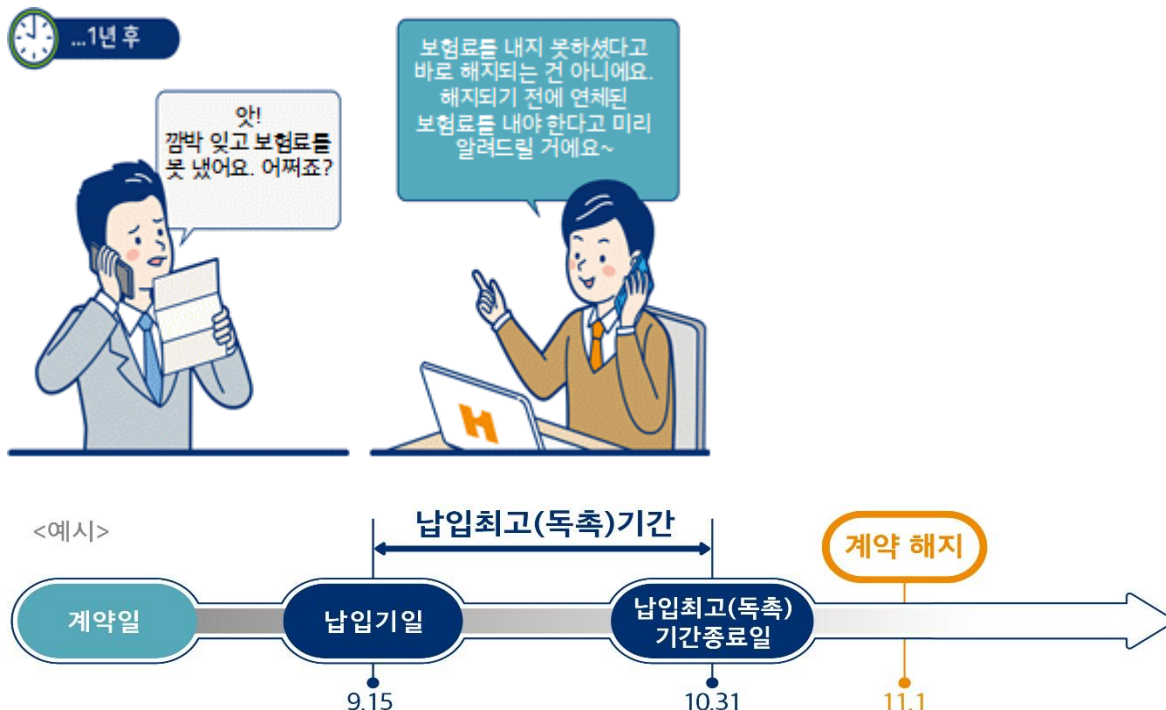 ...1년 후
앗!
깜박 잊고 보험료를
못 냈어요. 어쩌죠?
보험료를 내지 못하셨다고
바로 해지되는 건 아니에요.
해지되기 전에 연체된
보험료를 내야 한다고 미리
알려드릴 거에요~
<예시>
납입최고(독촉)기간
계약 해지
계약일
납입기일
납입최고(독촉)
기간종료일
9.15
10.31
11.1